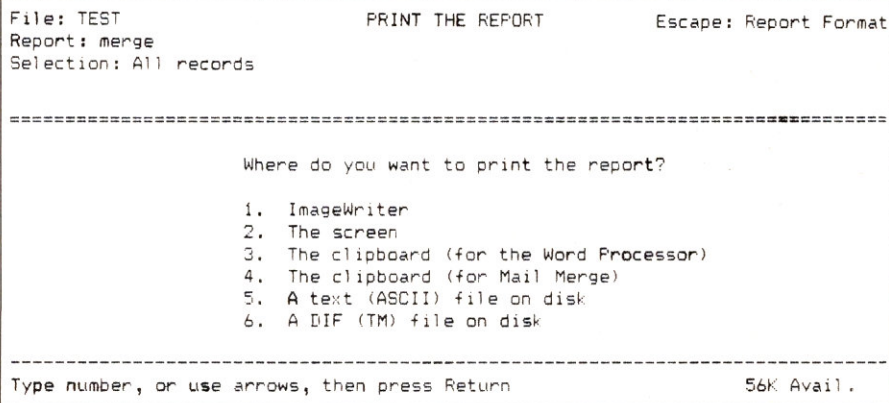 File: TEST PRINT THE REPORT Escape: Report Format
Report: merge
Selection: All records
================================================================================
Where do you want to print the report?
1. ImageWriter
2. The screen
3. The clipboard (for the Word Processor)
4. The clipboard (for Mail Merge)
5. A text (ASCII) file on disk
6. A DIF (TM) file on disk
--------------------------------------------------------------------------------
Type number, or use arrows, then press Return 56K Avail.